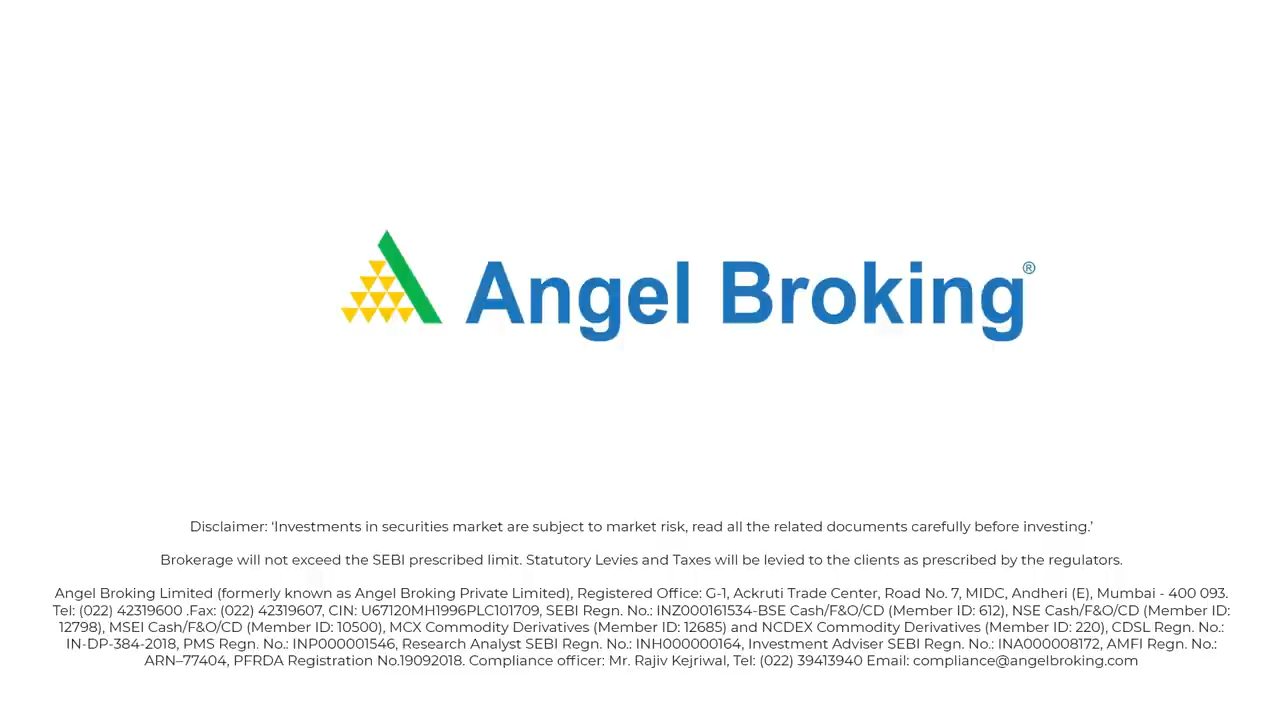 Angel Broking®
Disclaimer: ‘Investments in securities market are subject to market risk, read all the related documents carefully before investing.’
Brokerage will not exceed the SEBI prescribed limit. Statutory Levies and Taxes will be levied to the clients as prescribed by the regulators.
Angel Broking Limited (formerly known as Angel Broking Private Limited), Registered Office: G-1, Ackruti Trade Center, Road No. 7, MIDC, Andheri (E), Mumbai - 400 093.
Tel: (022) 42319600 .Fax: (022) 42319607, CIN: U67120MH1996PLC101709, SEBI Regn. No.: INZ000161534-BSE Cash/F&O/CD (Member ID: 612), NSE Cash/F&O/CD (Member ID:
12798), MSEI Cash/F&O/CD (Member ID: 10500), MCX Commodity Derivatives (Member ID: 12685) and NCDEX Commodity Derivatives (Member ID: 220), CDSL Regn. No.:
IN-DP-384-2018, PMS Regn. No.: INP000001546, Research Analyst SEBI Regn. No.: INH000000164, Investment Adviser SEBI Regn. No.: INA000008172, AMFI Regn. No.:
ARN–77404, PFRDA Registration No.19092018. Compliance officer: Mr. Rajiv Kejriwal, Tel: (022) 39413940 Email: compliance@angelbroking.com